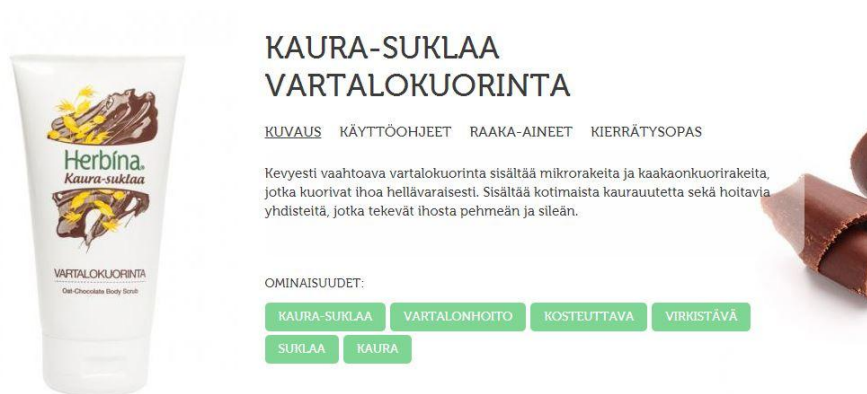 KAURA-SUKLAA
VARTALOKUORINTA
KUVAUS KÄYTTÖOHJEET RAAKA-AINEET KIERRÄTYSOPAS
Kevyesti vaahtoava vartalokuorinta sisältää mikrorakeita ja kaakaonkuorirakeita,
jotka kuorivat ihoa hellävaraisesti. Sisältää kotimaista kaurauutetta sekä hoitavia
yhdisteitä, jotka tekevät ihosta pehmeän ja sileän.
OMINAISUUDET:
KAURA-SUKLAA VARTALONHOITO KOSTEUTTAVA VIRKISTÄVÄ
SUKLAA KAURA
Herbína.
Kaura-suklaa
VARTALOKUORINTA
Oat-Chocolate Body Scrub